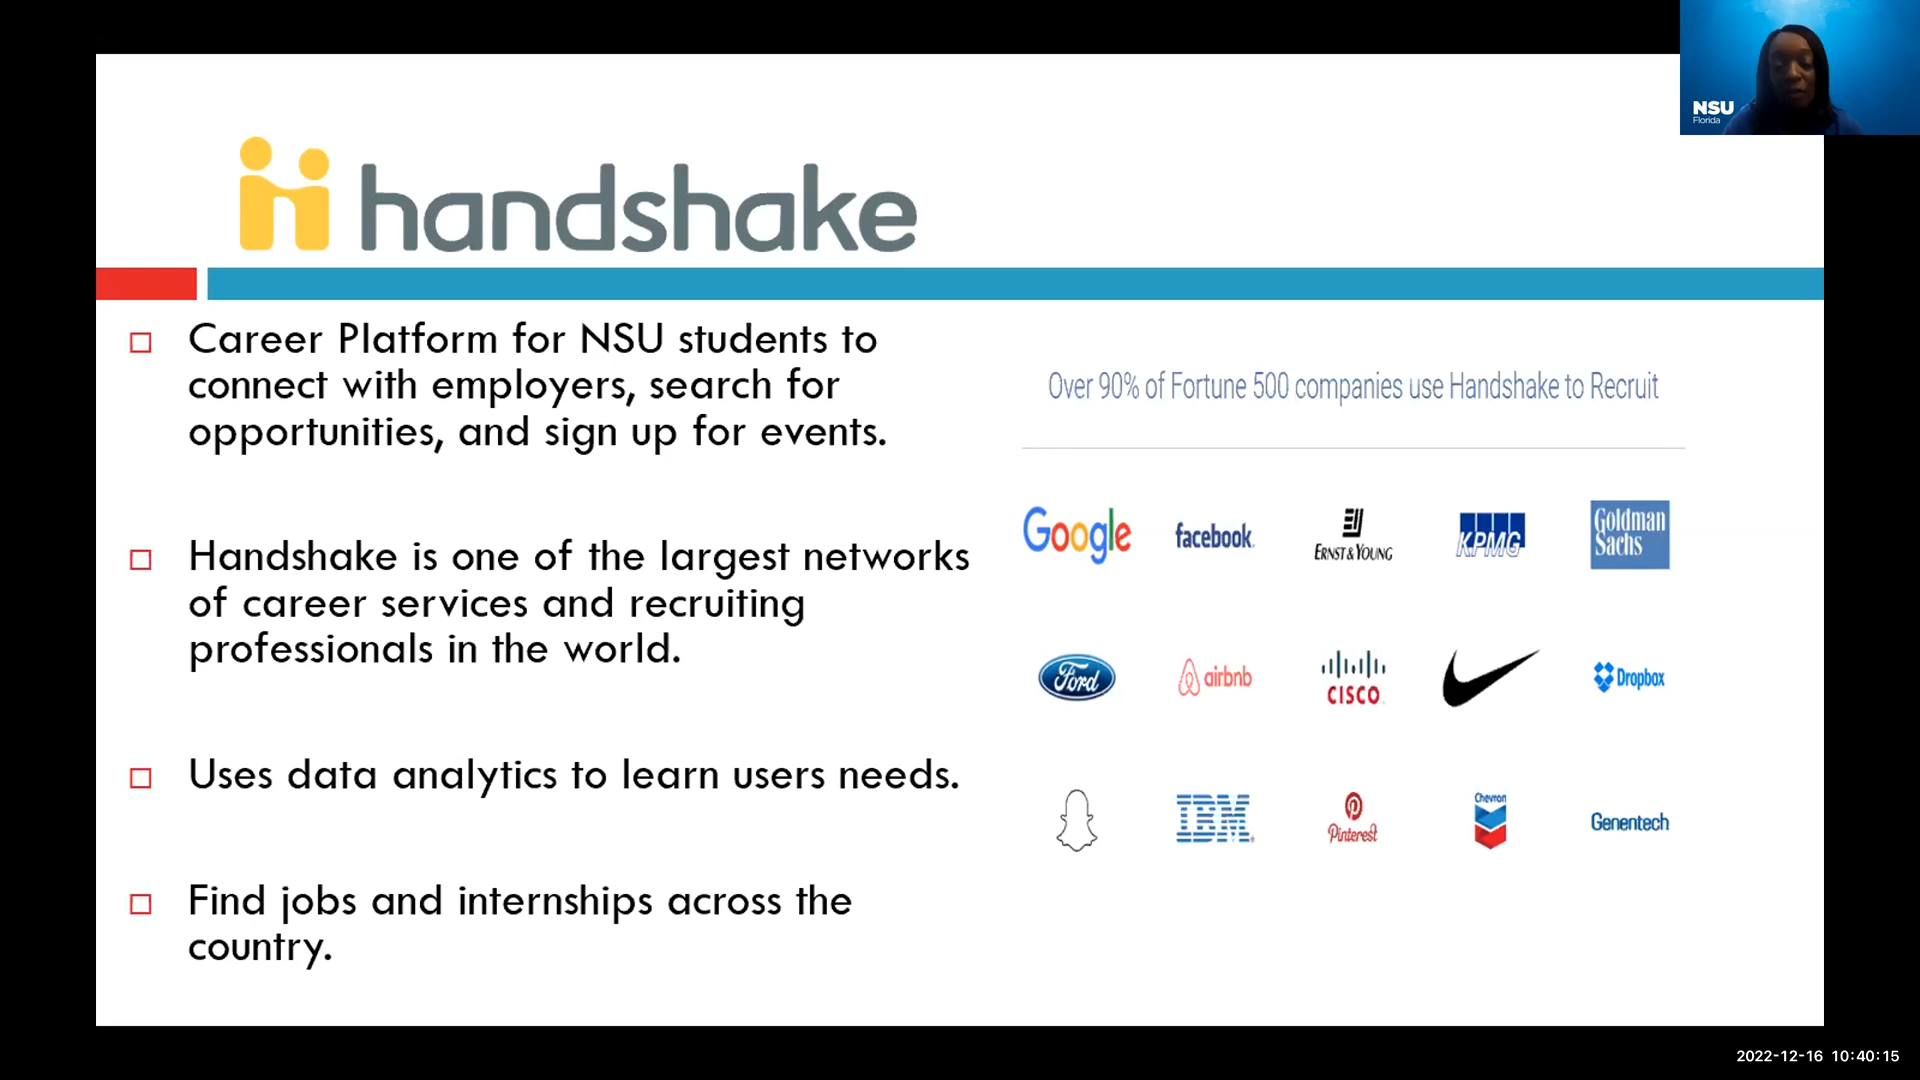 NSU
Florida
handshake
Career Platform for NSU students to
connect with employers, search for
opportunities, and sign up for events.
Handshake is one of the largest networks
of career services and recruiting
professionals in the world.
Uses data analytics to learn users needs.
Find jobs and internships across the
country.
Over 90% of Fortune 500 companies use Handshake to Recruit
Google facebook. ERNST & YOUNG KPMG Goldman
Sachs
Ford airbnb CISCO Dropbox
IBM Pinterest Chevron Genentech
2022-12-16 10:40:15